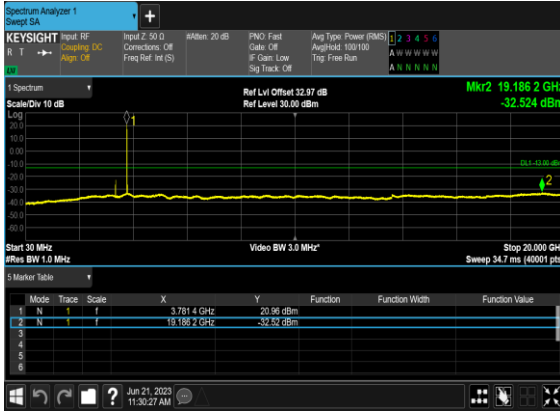 Spectrum Analyzer 1
Swept SA
+
KEYSIGHT
R T
Input: RF
Coupling: DC
Align: Off
Input Z: 50 Ω
Corrections: Off
Freq Ref: Int (S)
#Atten: 20 dB
PNO: Fast
Gate: Off
IF Gain: Low
Sig Track: Off
Avg Type: Power (RMS)
Avg|Hold: 100/100
Trig: Free Run
1 2 3 4 5 6
A W W W W W
A N N N N N
1 Spectrum
Scale/Div 10 dB
Log
Ref Lvl Offset 32.97 dB
Ref Level 30.00 dBm
Mkr2 19.186 2 GHz
-32.524 dBm
20.0
10.0
0.00
-10.0
-20.0
-30.0
-40.0
-50.0
-60.0
1
DL1 -13.00 dBm
2
Start 30 MHz
#Res BW 1.0 MHz
Video BW 3.0 MHz*
Stop 20.000 GHz
Sweep 34.7 ms (40001 pts)
5 Marker Table
Mode Trace Scale X Y Function Function Width Function Value
1 N 1 f 3.781 4 GHz 20.96 dBm
2 N 1 f 19.186 2 GHz -32.52 dBm
3
4
5
6
?
Jun 21, 2023
11:30:27 AM